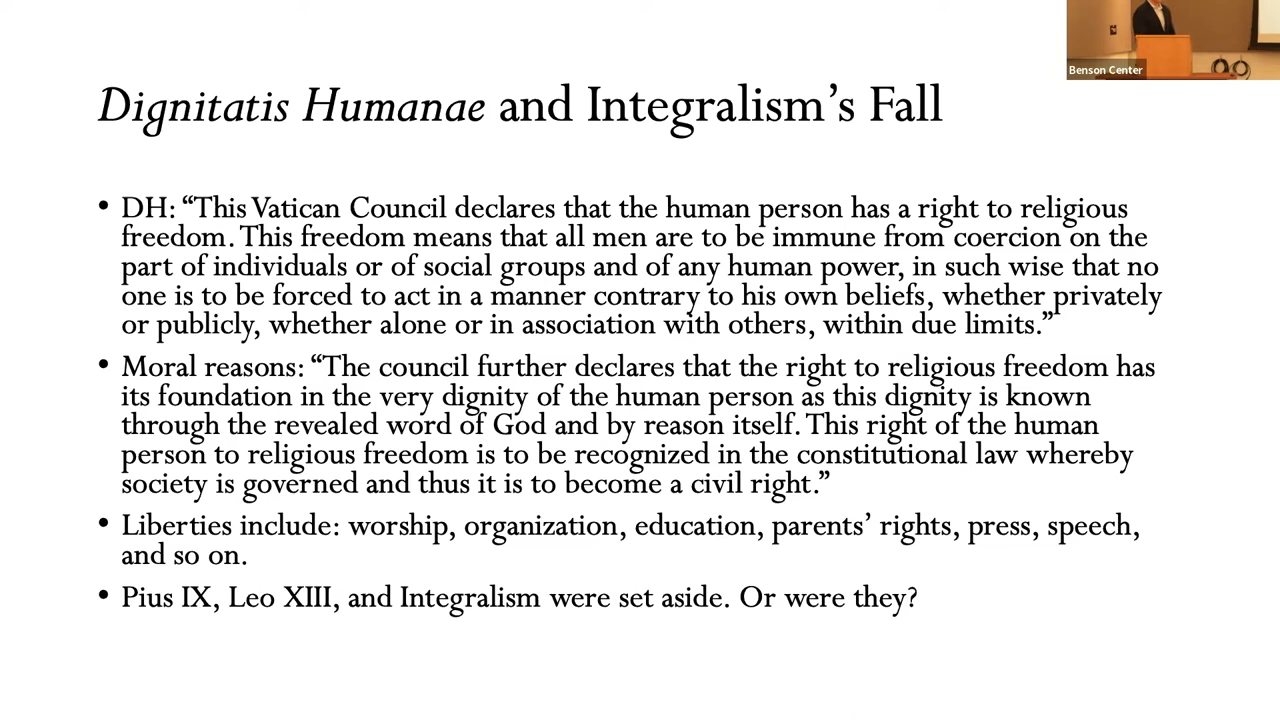 Benson Center
Dignitatis Humanae and Integralism’s Fall
• DH: “This Vatican Council declares that the human person has a right to religious
freedom. This freedom means that all men are to be immune from coercion on the
part of individuals or of social groups and of any human power, in such wise that no
one is to be forced to act in a manner contrary to his own beliefs, whether privately
or publicly, whether alone or in association with others, within due limits.”
• Moral reasons: “The council further declares that the right to religious freedom has
its foundation in the very dignity of the human person as this dignity is known
through the revealed word of God and by reason itself. This right of the human
person to religious freedom is to be recognized in the constitutional law whereby
society is governed and thus it is to become a civil right.”
• Liberties include: worship, organization, education, parents’ rights, press, speech,
and so on.
• Pius IX, Leo XIII, and Integralism were set aside. Or were they?